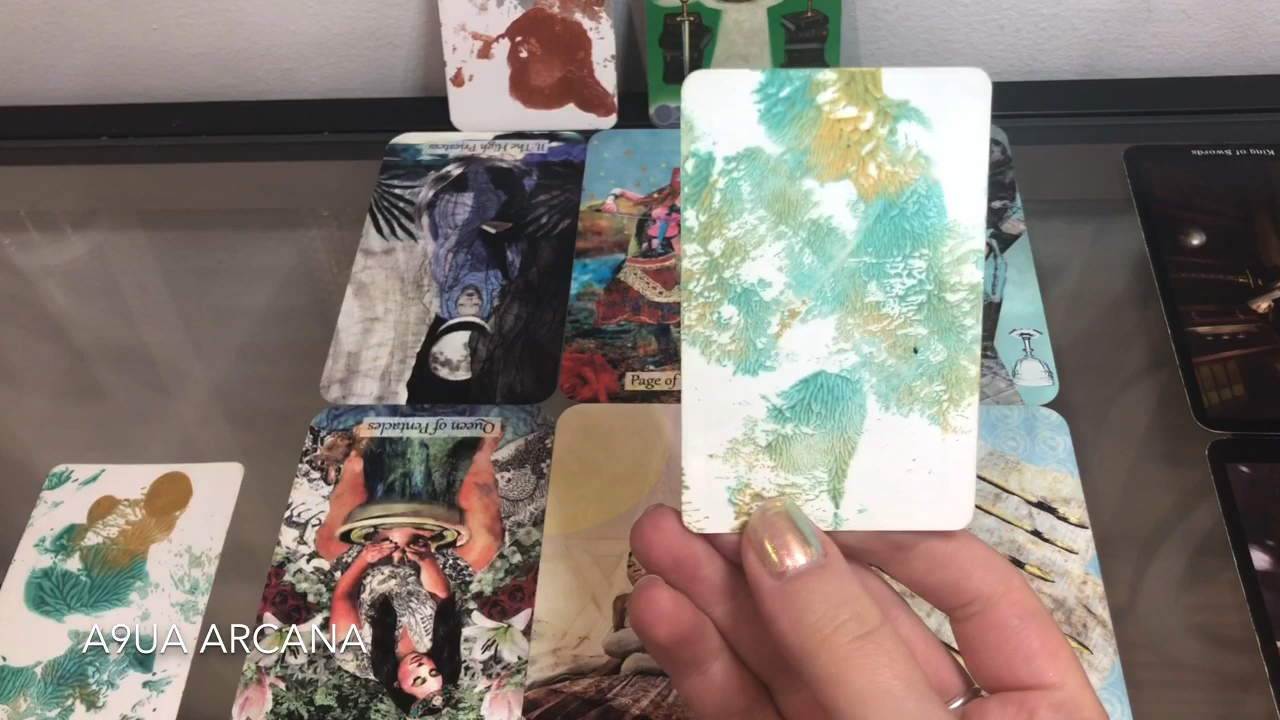 II. The High Priestess
King of Swords
Page of
Queen of Pentacles
A9UA ARCANA